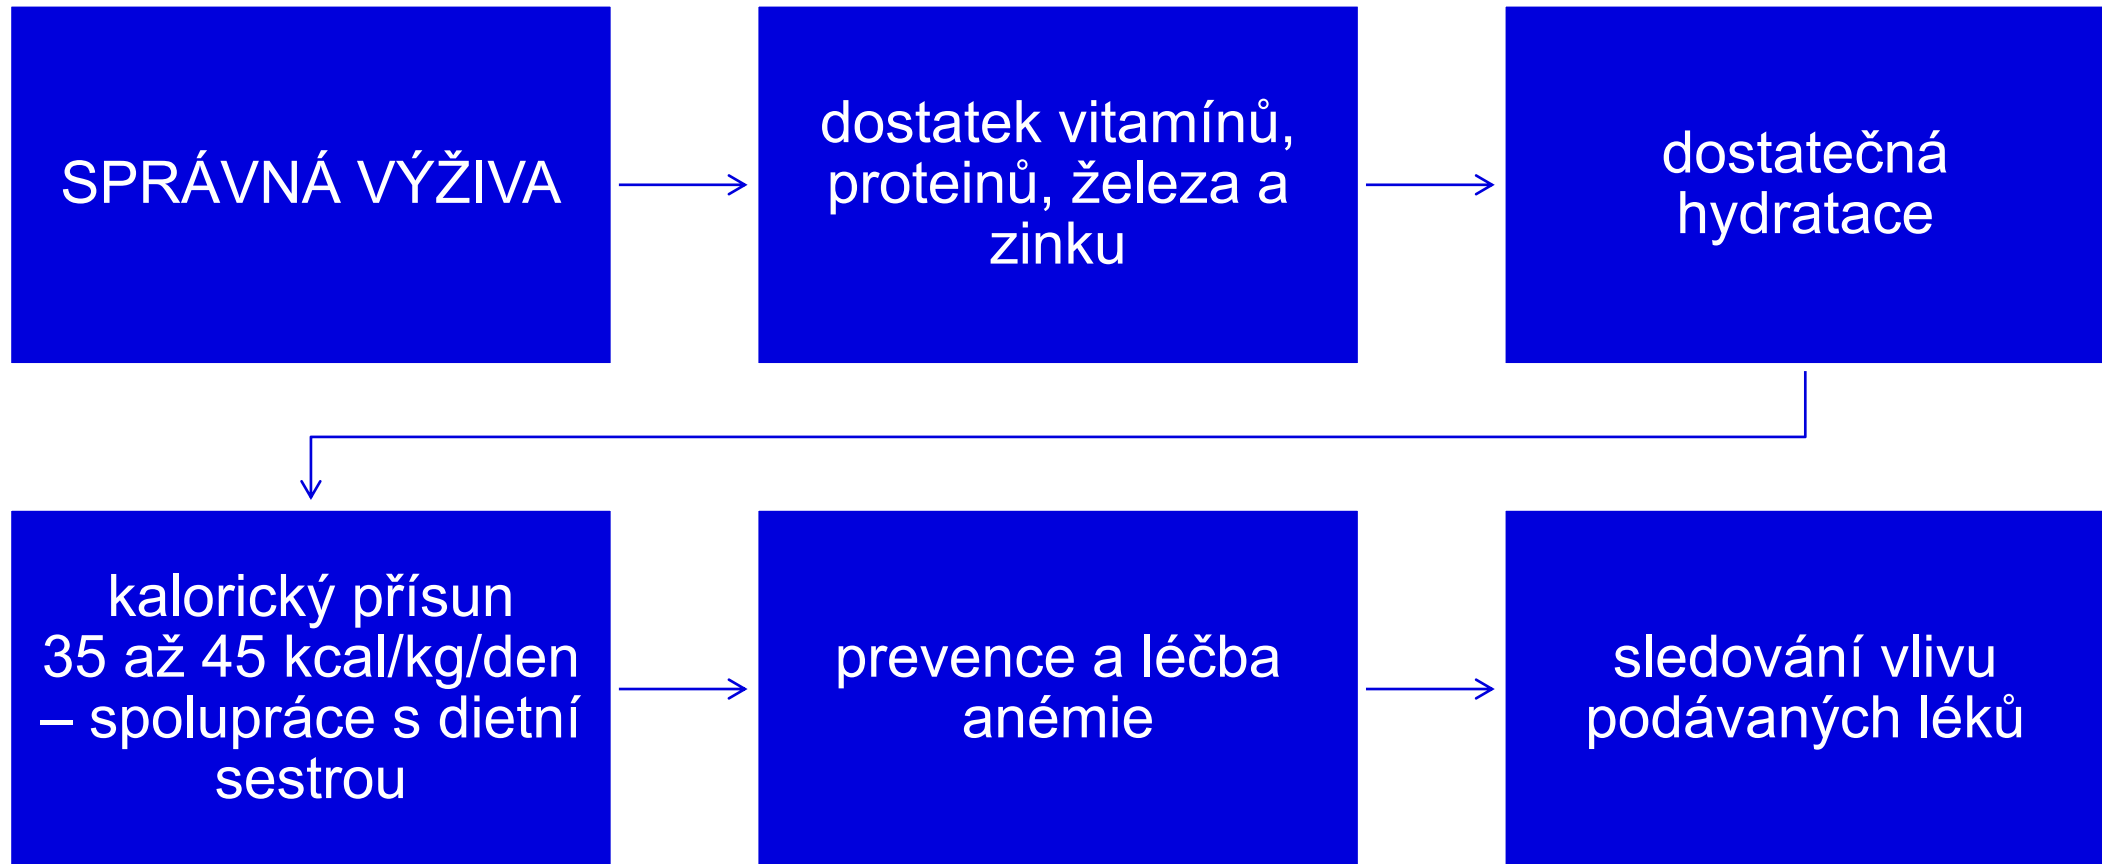 SPRÁVNÁ VÝŽIVA
dostatek vitamínů,
proteinů, železa a
zinku
dostatečná
hydratace
kalorický přísun
35 až 45 kcal/kg/den
– spolupráce s dietní
sestrou
prevence a léčba
anémie
sledování vlivu
podávaných léků